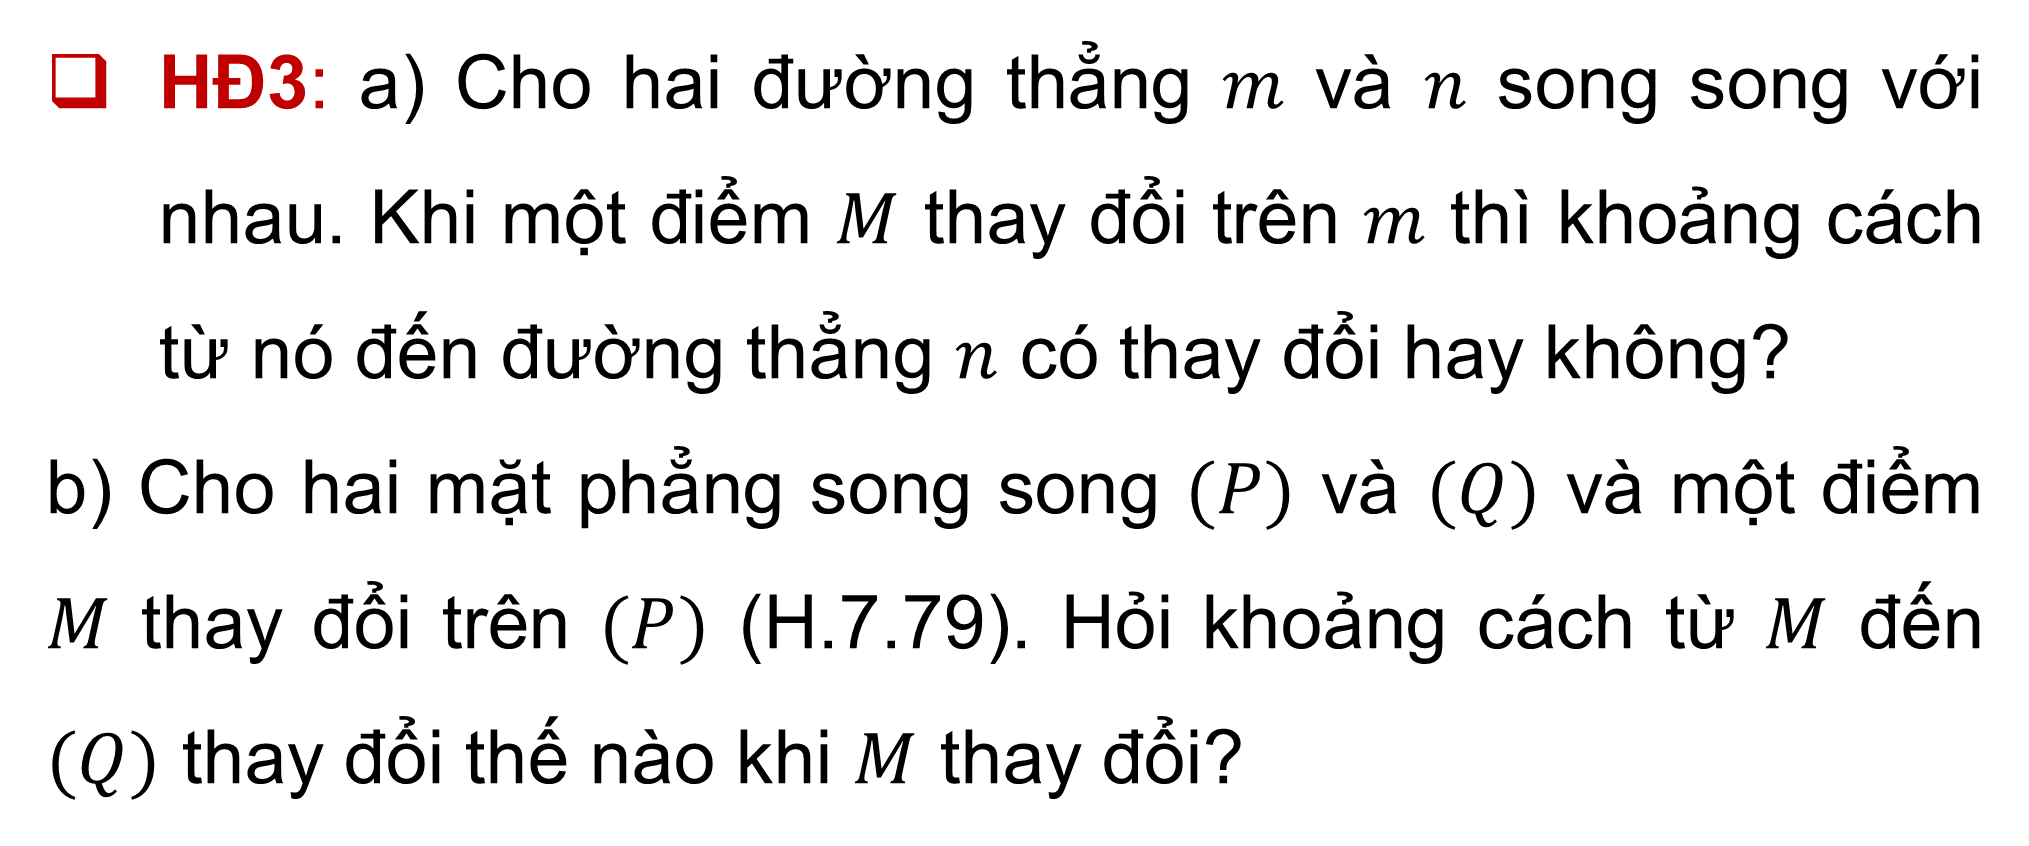 ❑ HĐ3: a) Cho hai đường thẳng m và n song song với
nhau. Khi một điểm M thay đổi trên m thì khoảng cách
từ nó đến đường thẳng n có thay đổi hay không?
b) Cho hai mặt phẳng song song (P) và (Q) và một điểm
M thay đổi trên (P) (H.7.79). Hỏi khoảng cách từ M đến
(Q) thay đổi thế nào khi M thay đổi?